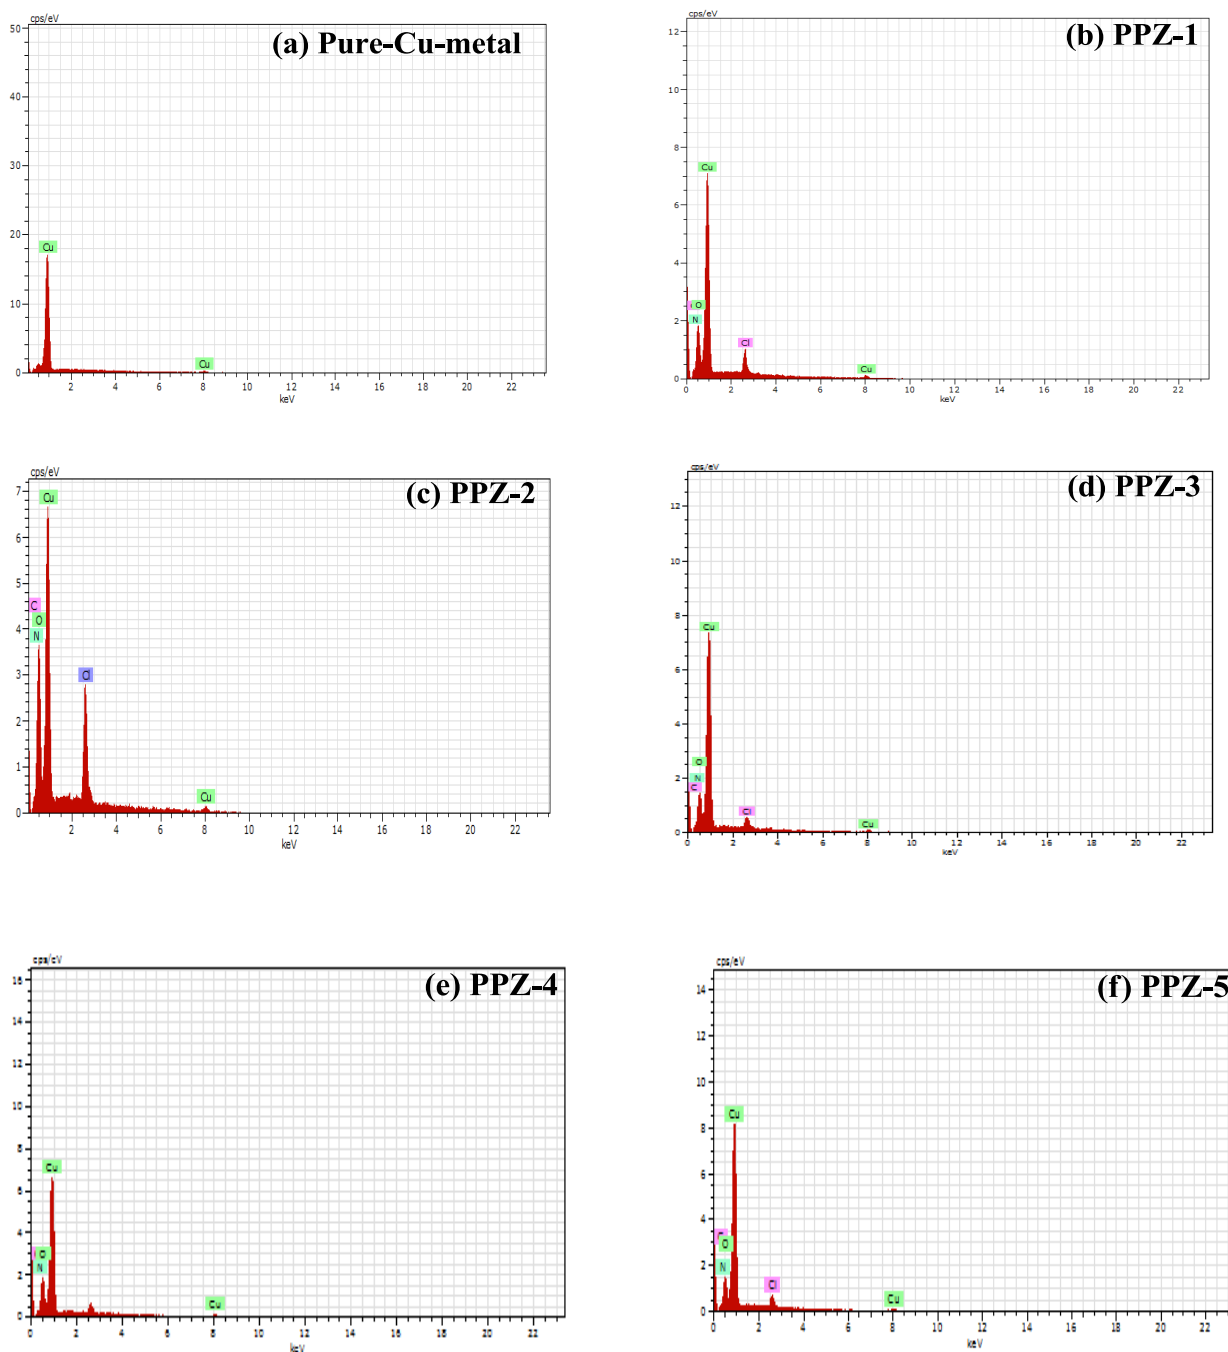 cps/eV
(a) Pure-Cu-metal
50
40
30
20
10
0
Cu
Cu
2 4 6 8 10 12 14 16 18 20 22
keV
cps/eV
(b) PPZ-1
12
10
8
6
4
2
0
Cu
O
N
Cl
Cu
0 2 4 6 8 10 12 14 16 18 20 22
keV
cps/eV
(c) PPZ-2
7
6
5
4
3
2
1
0
Cu
C
O
N
Cl
Cu
2 4 6 8 10 12 14 16 18 20 22
keV
cps/eV
(d) PPZ-3
12
10
8
6
4
2
0
Cu
O
N
C
Cl
Cu
0 2 4 6 8 10 12 14 16 18 20 22
keV
cps/eV
(e) PPZ-4
16
14
12
10
8
6
4
2
0
Cu
O
N
Cu
0 2 4 6 8 10 12 14 16 18 20 22
keV
cps/eV
(f) PPZ-5
14
12
10
8
6
4
2
0
Cu
C
O
N
Cl
Cu
0 2 4 6 8 10 12 14 16 18 20 22
keV